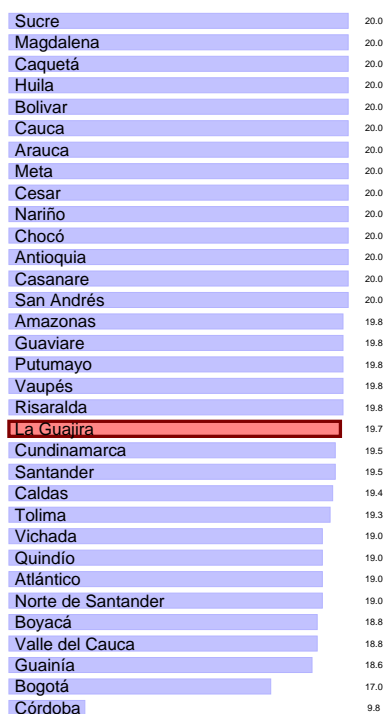 Sucre 20.0
Magdalena 20.0
Caquetá 20.0
Huila 20.0
Bolivar 20.0
Cauca 20.0
Arauca 20.0
Meta 20.0
Cesar 20.0
Nariño 20.0
Chocó 20.0
Antioquia 20.0
Casanare 20.0
San Andrés 20.0
Amazonas 19.8
Guaviare 19.8
Putumayo 19.8
Vaupés 19.8
Risaralda 19.8
La Guajira 19.7
Cundinamarca 19.5
Santander 19.5
Caldas 19.4
Tolima 19.3
Vichada 19.0
Quindío 19.0
Atlántico 19.0
Norte de Santander 19.0
Boyacá 18.8
Valle del Cauca 18.8
Guainía 18.6
Bogotá 17.0
Córdoba 9.8